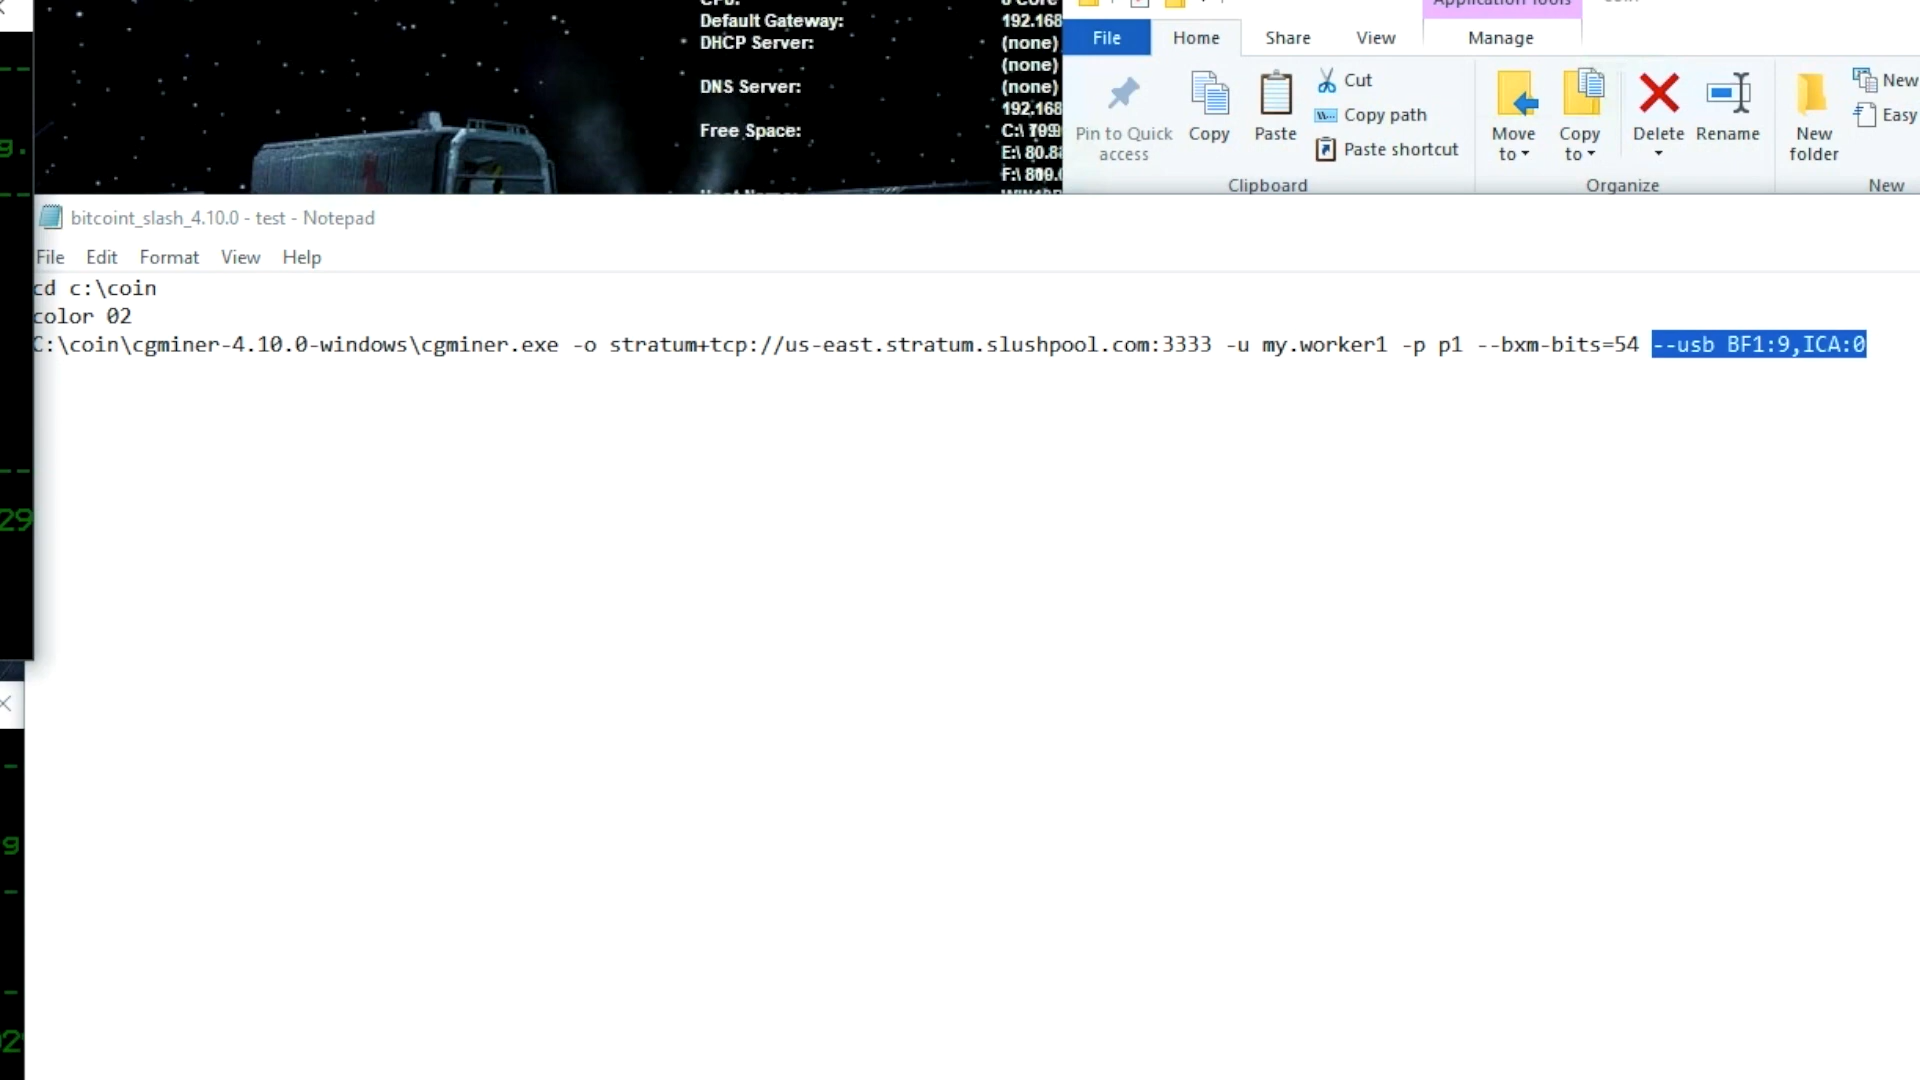 Default Gateway: 192.168
DHCP Server: (none)
(none)
DNS Server: (none)
192.168
Free Space:
E:\ 80.8
File Home Share View Manage
Pin to Quick access
Copy
Paste
Cut
Copy path
Paste shortcut
Move to
Copy to
Delete
Rename
New folder
New
Easy
Clipboard
Organize
New
bitcoint_slash_4.10.0 - test - Notepad
File Edit Format View Help
cd c:\coin
color 02
C:\coin\cgminer-4.10.0-windows\cgminer.exe -o stratum+tcp://us-east.stratum.slushpool.com:3333 -u my.worker1 -p p1 --bxm-bits=54 --usb BF1:9,ICA:0
g.
29
g